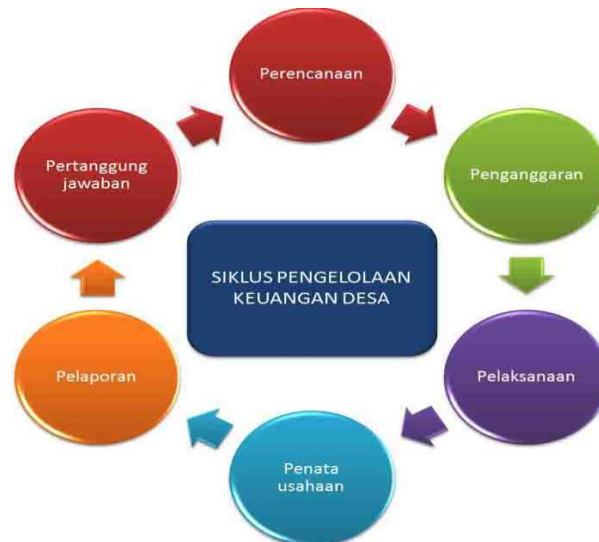 Perencanaan
Penganggaran
Pelaksanaan
Penata
usahaan
Pelaporan
Pertanggung
jawaban
SIKLUS PENGELOLAAN
KEUANGAN DESA